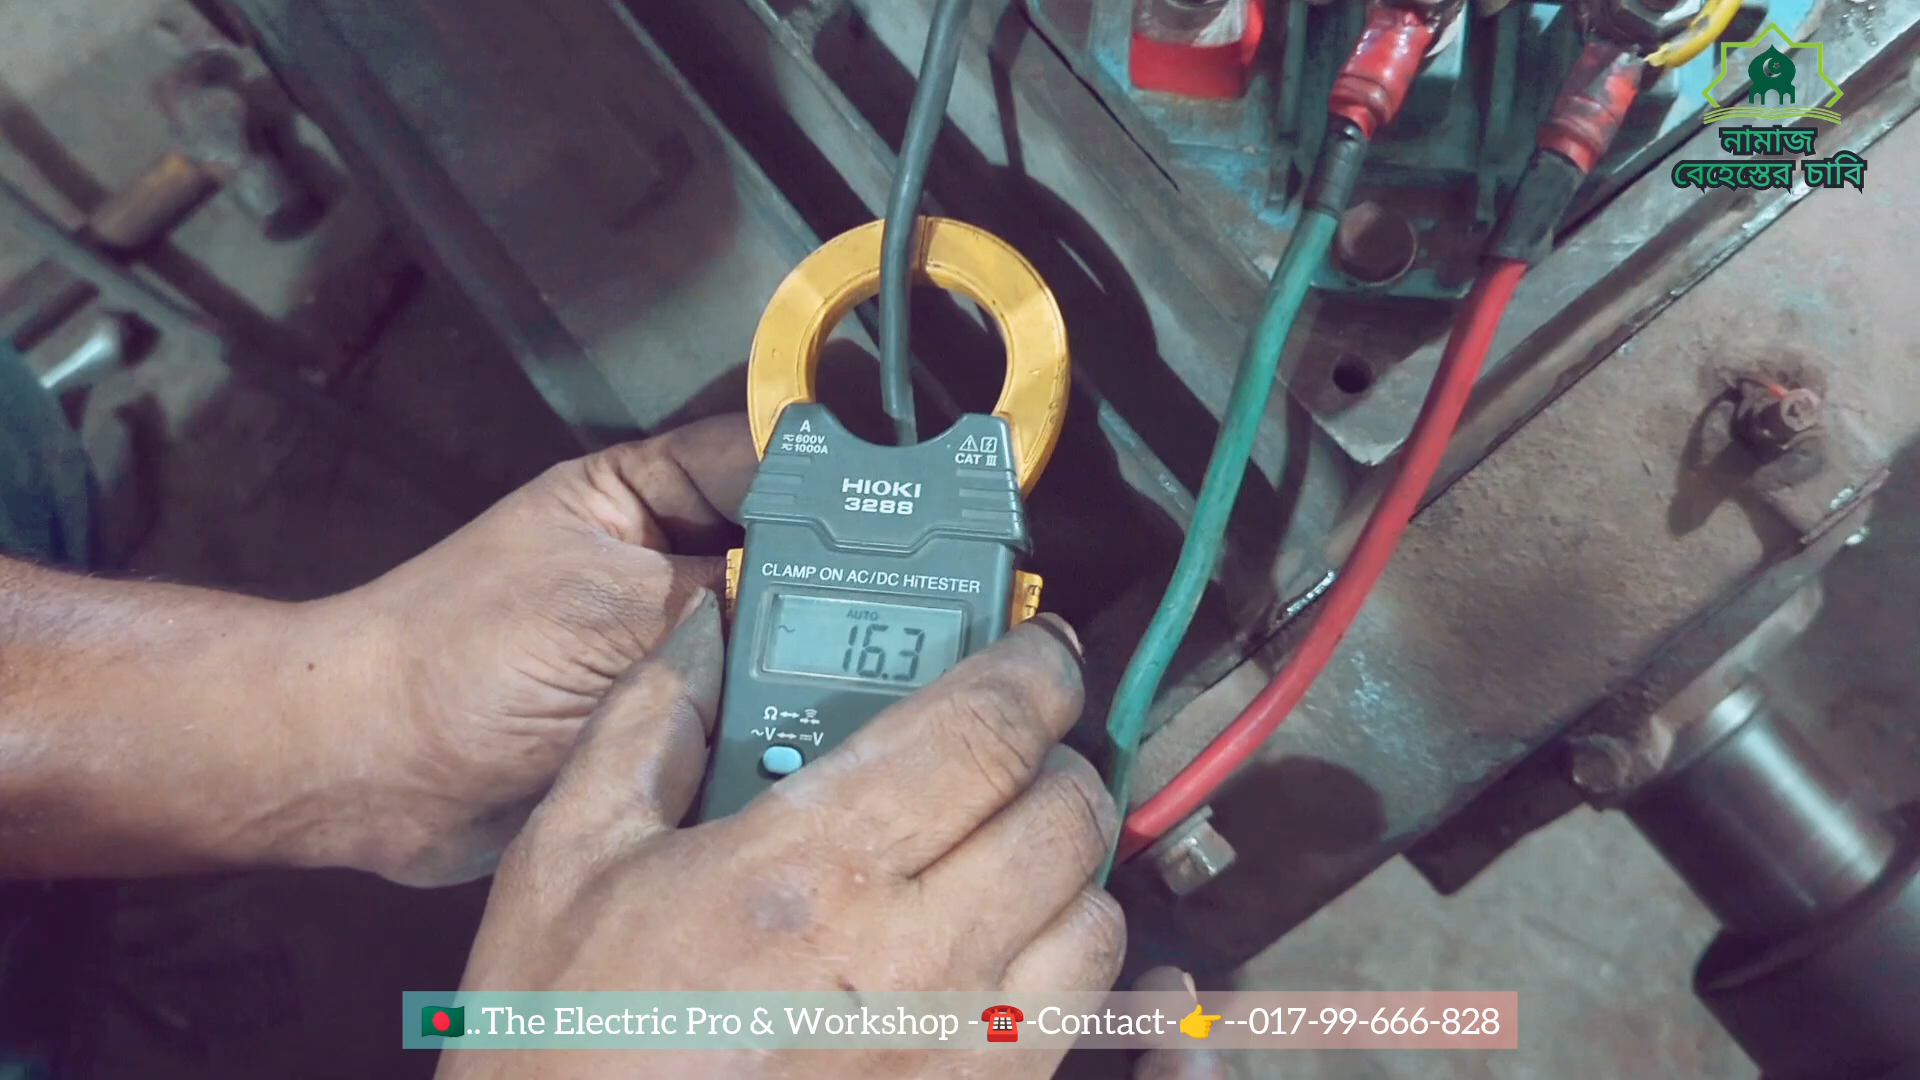 নামাজ
বেহেস্তের চাবি
A
~600V
~1000A
CAT III
HIOKI
3288
CLAMP ON AC/DC HiTESTER
AUTO
~ 16.3
Ω
~V ⎓V
🇧🇩..The Electric Pro & Workshop -☎️-Contact-👉--017-99-666-828